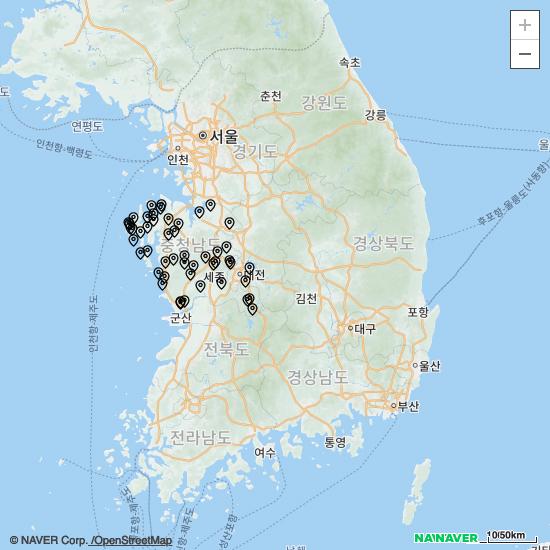 +
−
속초
춘천
강원도
강릉
도
연평도
서울
인천항-백령도
인천
경기도
울
후포항-울릉도(사동항)
충청남도
경상북도
세종
대전
김천
인천항-제주도
군산
포항
대구
전북도
울산
경상남도
부산
전라남도
통영
여수
NAVER
10/50km
© NAVER Corp. /OpenStreetMap